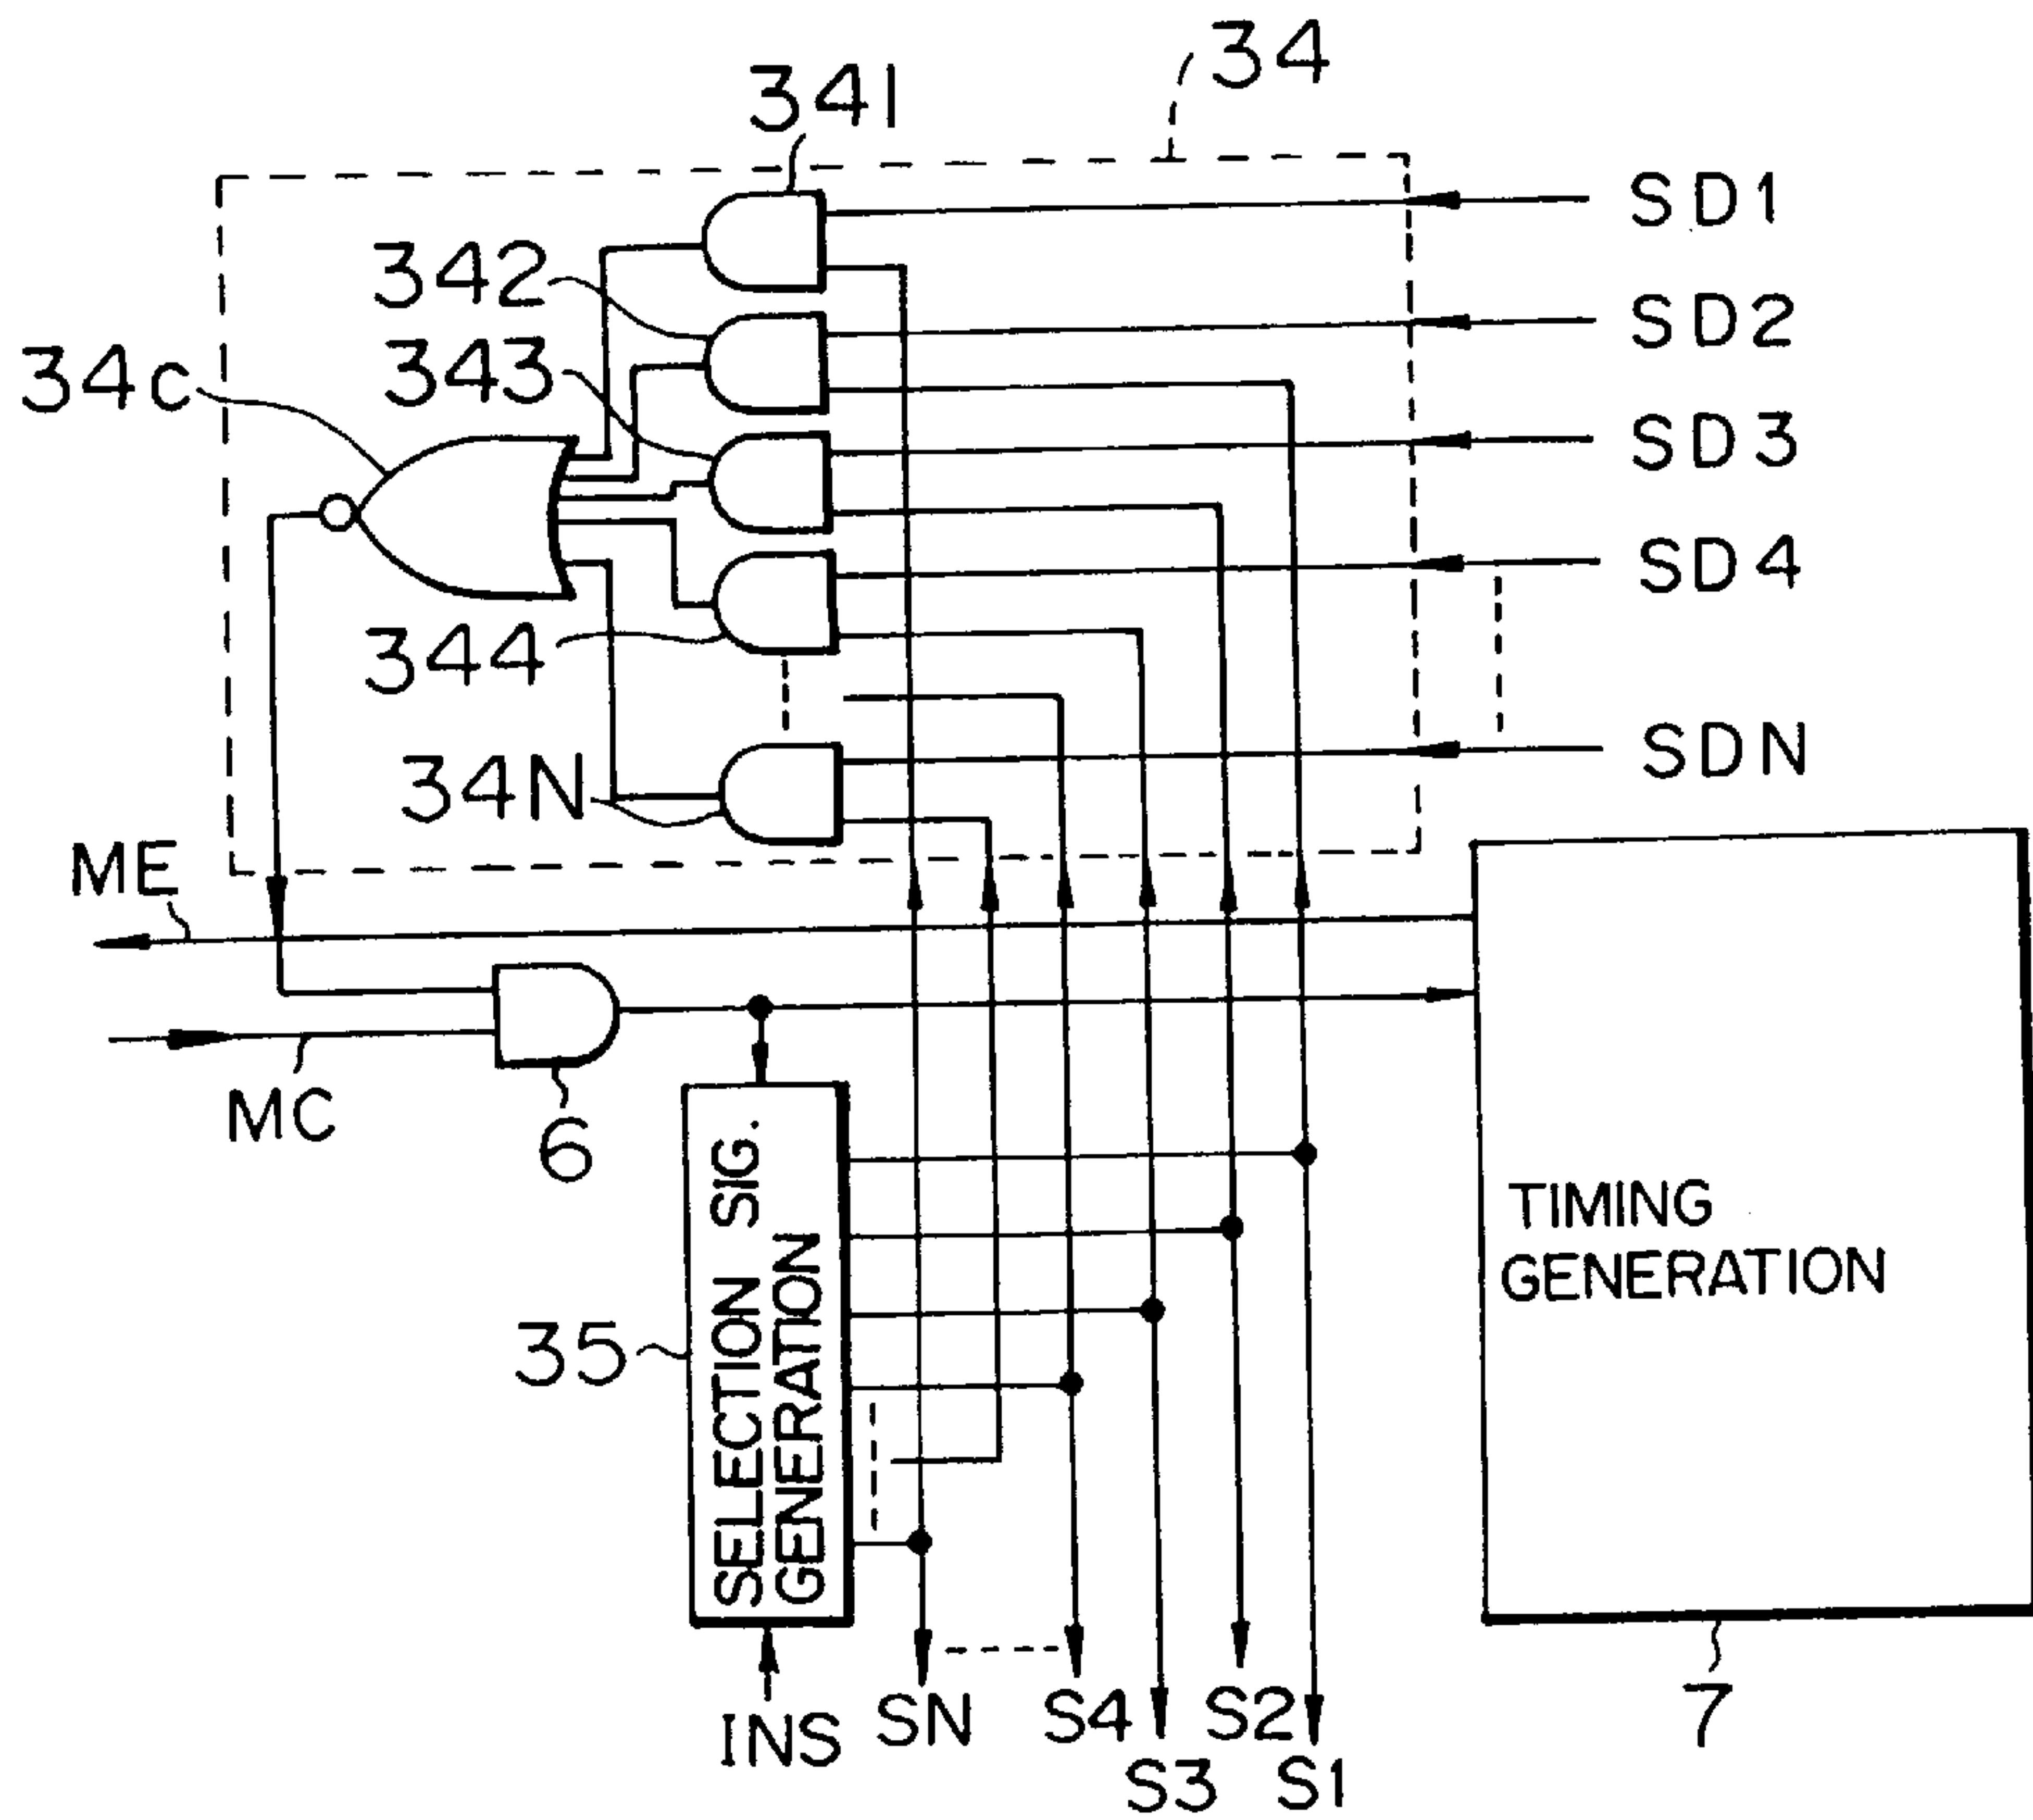 34
341
SD1
342
SD2
343
34c
SD3
SD4
344
34N
SDN
ME
MC
6
SELECTION SIG.
GENERATION
TIMING
GENERATION
35
7
INS
SN
S4
S2
S3
S1